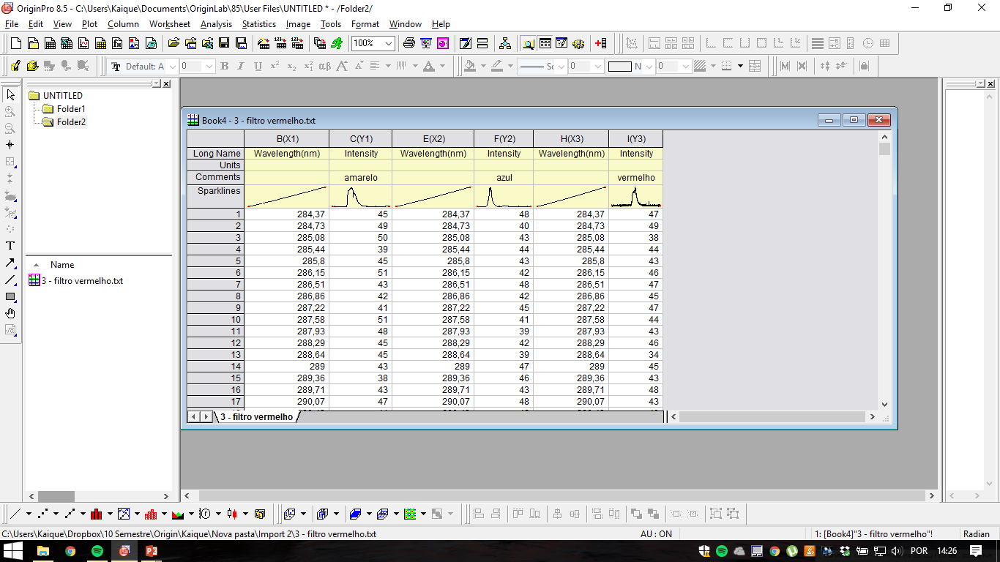 OriginPro 8.5 - C:\Users\Kaique\Documents\OriginLab\85\User Files\UNTITLED * - /Folder2/
File Edit View Plot Column Worksheet Analysis Statistics Image Tools Format Window Help
100%
Default: A 0 B I U x² x₂ x²₁ αβ A A A 0 N 0
UNTITLED
Folder1
Folder2
Name
3 - filtro vermelho.txt
Book4 - 3 - filtro vermelho.txt
B(X1) C(Y1) E(X2) F(Y2) H(X3) I(Y3)
Long Name Wavelength(nm) Intensity Wavelength(nm) Intensity Wavelength(nm) Intensity
Units
Comments amarelo azul vermelho
Sparklines
1 284,37 45 284,37 48 284,37 47
2 284,73 49 284,73 40 284,73 49
3 285,08 50 285,08 43 285,08 38
4 285,44 39 285,44 44 285,44 44
5 285,8 45 285,8 43 285,8 43
6 286,15 51 286,15 42 286,15 46
7 286,51 43 286,51 48 286,51 47
8 286,86 42 286,86 42 286,86 45
9 287,22 41 287,22 45 287,22 47
10 287,58 51 287,58 41 287,58 44
11 287,93 48 287,93 39 287,93 43
12 288,29 45 288,29 42 288,29 46
13 288,64 45 288,64 39 288,64 34
14 289 43 289 47 289 45
15 289,36 38 289,36 46 289,36 43
16 289,71 43 289,71 43 289,71 48
17 290,07 47 290,07 48 290,07 43
3 - filtro vermelho
C:\Users\Kaique\Dropbox\10 Semestre\Origin\Kaique\Nova pasta\Import 2\3 - filtro vermelho.txt AU : ON 1: [Book4]"3 - filtro vermelho"! Radian
POR 14:26